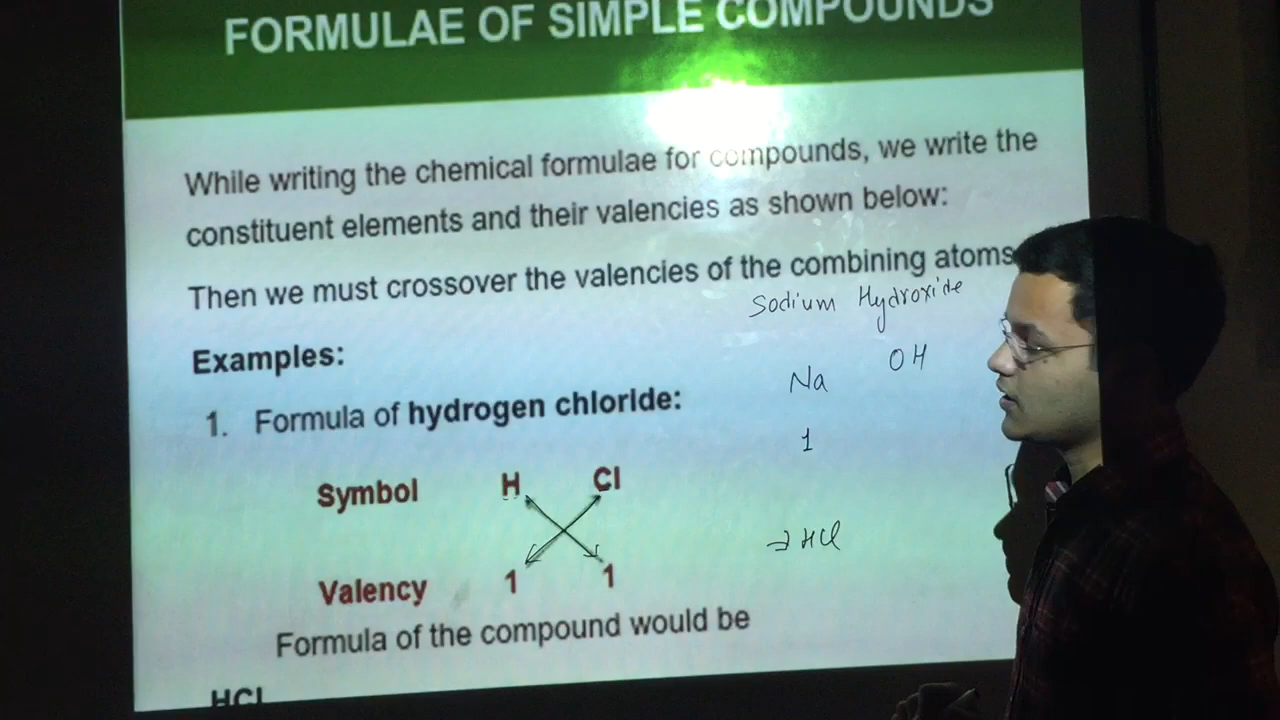 FORMULAE OF SIMPLE COMPOUNDS
While writing the chemical formulae for compounds, we write the
constituent elements and their valencies as shown below:
Then we must crossover the valencies of the combining atoms
Sodium Hydroxide
Examples:
Na OH
1. Formula of hydrogen chloride:
1
Symbol H Cl
⇒ HCl
Valency 1 1
Formula of the compound would be
HCl